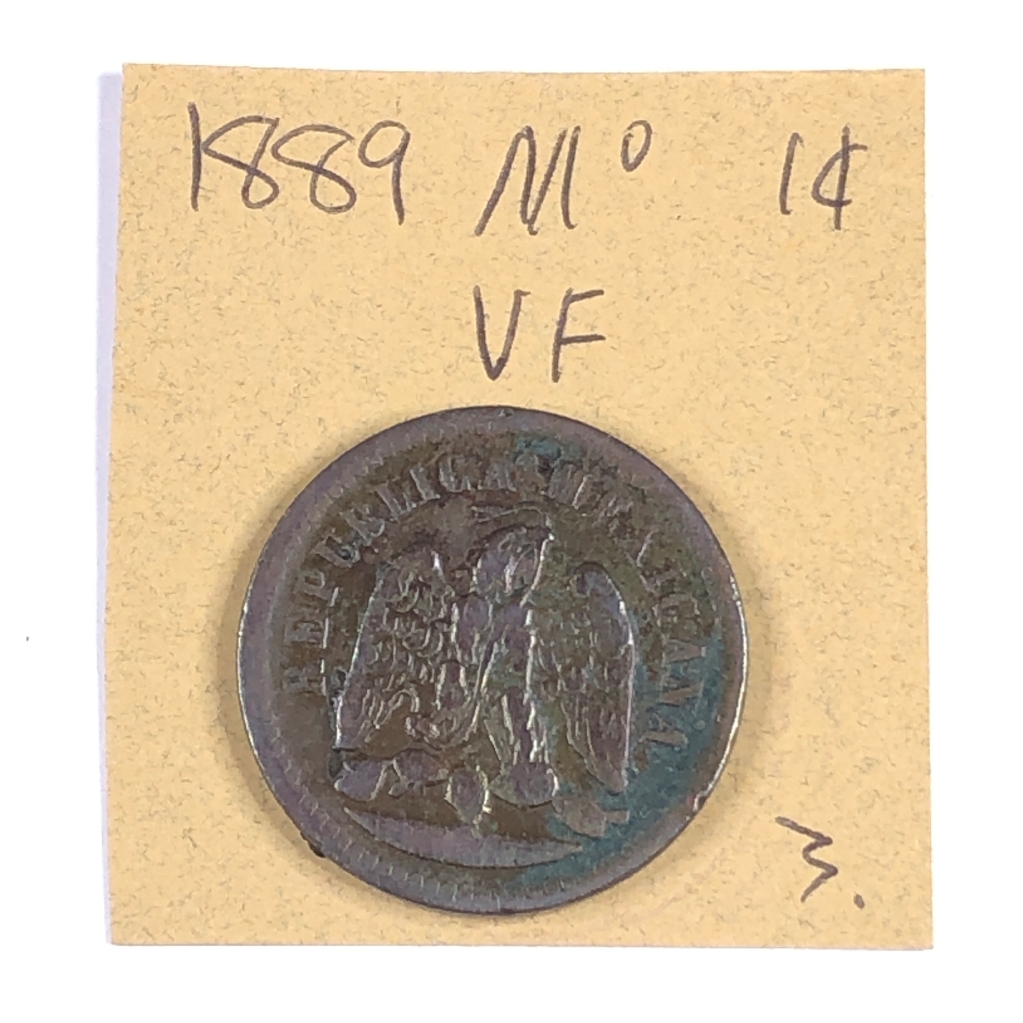 1889 Mº 1¢
VF
REPUBLICA MEXICANA.
3.